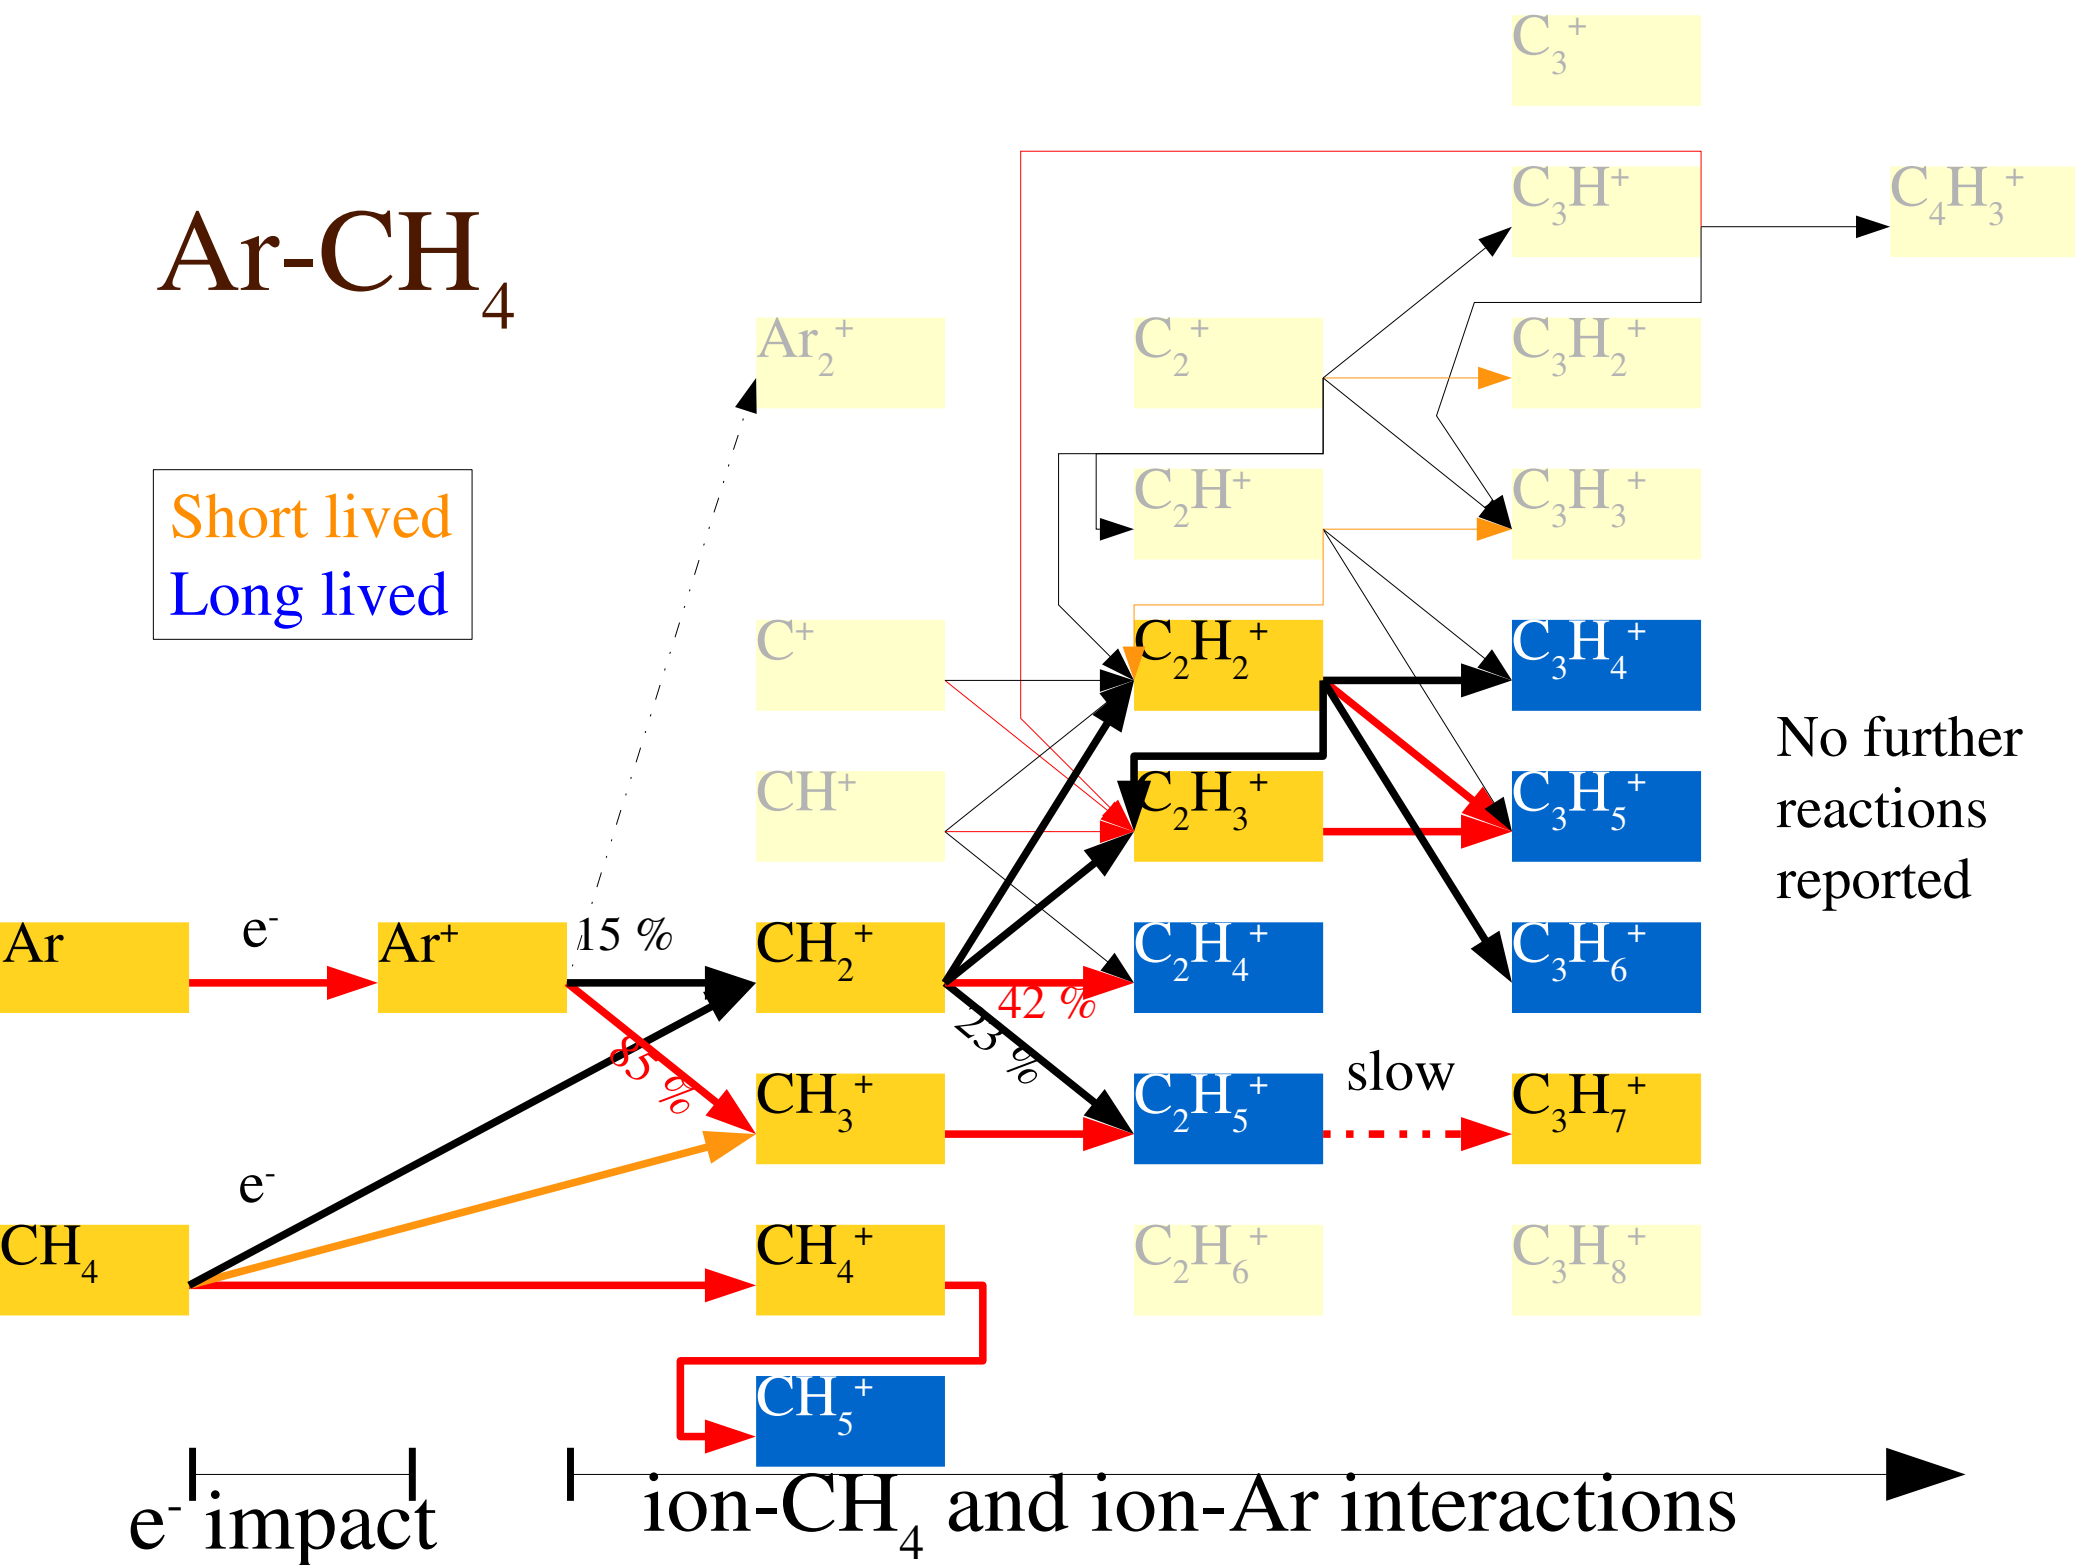 C₃⁺
C₃H⁺
C₄H₃⁺
Ar-CH₄
Ar₂⁺
C₂⁺
C₃H₂⁺
Short lived
Long lived
C₂H⁺
C₃H₃⁺
C⁺
C₂H₂⁺
C₃H₄⁺
CH⁺
C₂H₃⁺
C₃H₅⁺
No further
reactions
reported
Ar
e⁻
Ar⁺
15 %
CH₂⁺
42 %
23 %
C₂H₄⁺
C₃H₆⁺
85 %
CH₃⁺
C₂H₅⁺
slow
C₃H₇⁺
e⁻
CH₄
CH₄⁺
C₂H₆⁺
C₃H₈⁺
CH₅⁺
e⁻ impact
ion-CH₄ and ion-Ar interactions